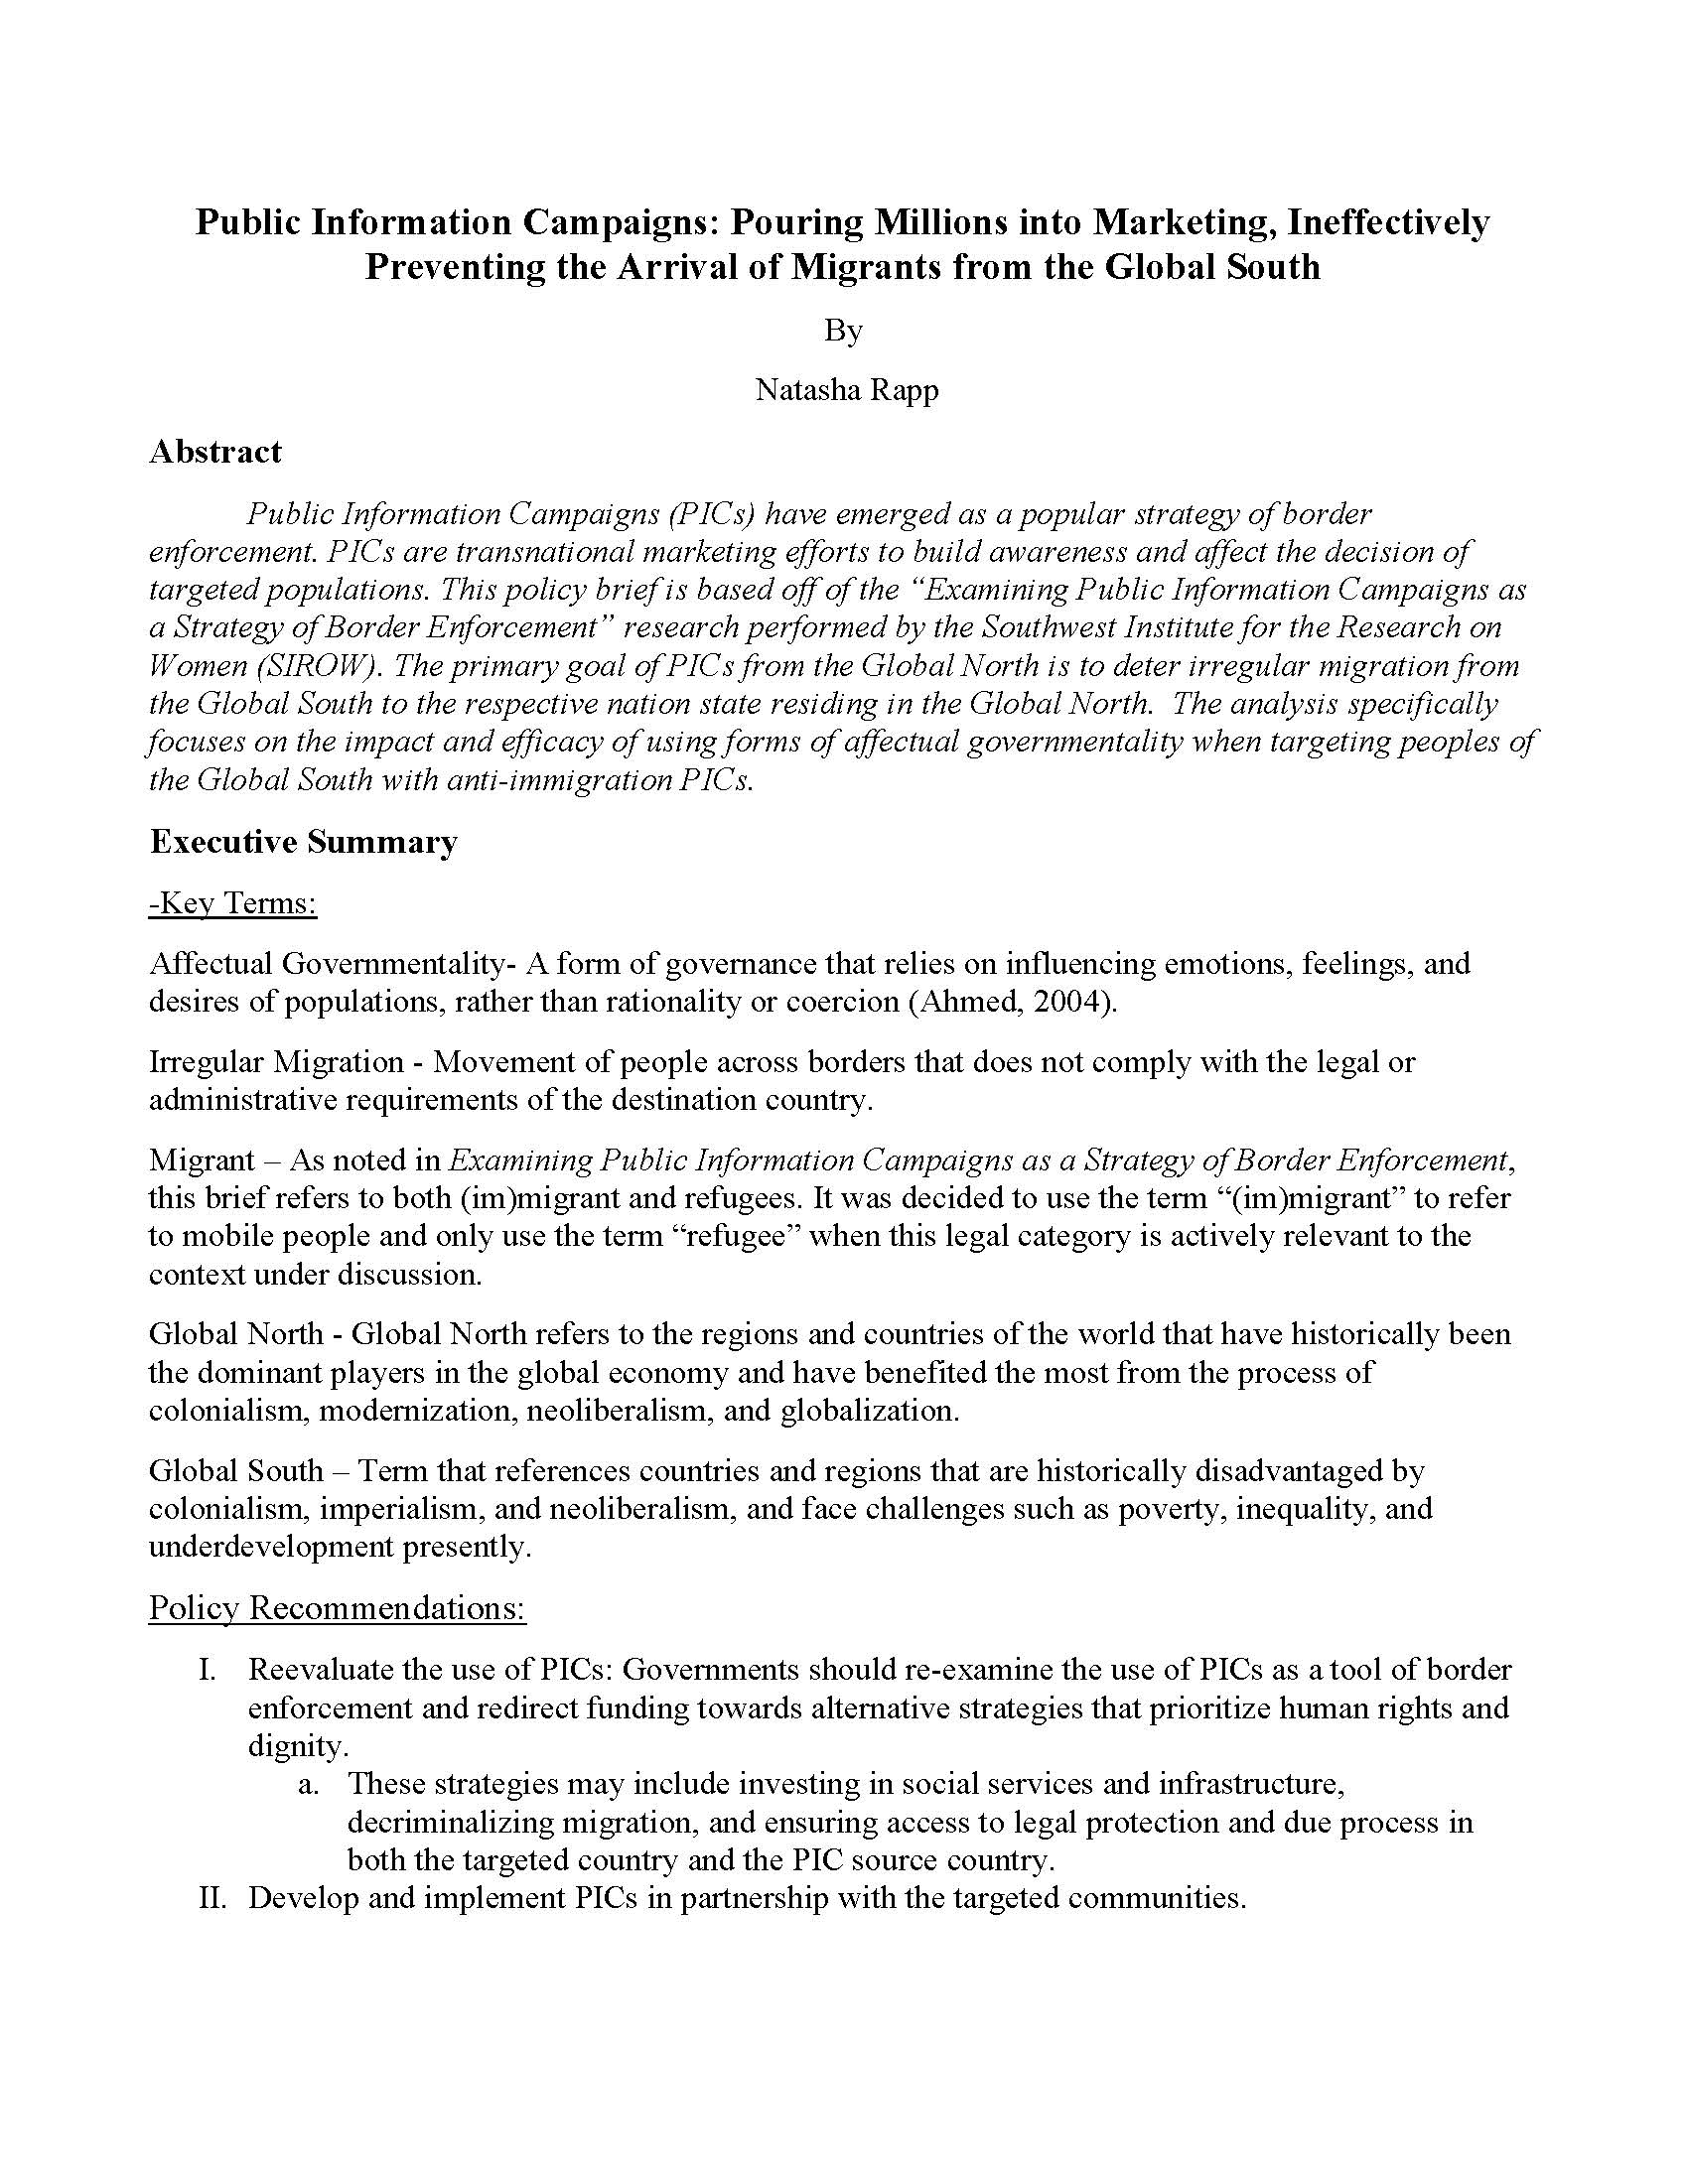 Public Information Campaigns: Pouring Millions into Marketing, Ineffectively
Preventing the Arrival of Migrants from the Global South
By
Natasha Rapp
Abstract
Public Information Campaigns (PICs) have emerged as a popular strategy of border
enforcement. PICs are transnational marketing efforts to build awareness and affect the decision of
targeted populations. This policy brief is based off of the “Examining Public Information Campaigns as
a Strategy of Border Enforcement” research performed by the Southwest Institute for the Research on
Women (SIROW). The primary goal of PICs from the Global North is to deter irregular migration from
the Global South to the respective nation state residing in the Global North.  The analysis specifically
focuses on the impact and efficacy of using forms of affectual governmentality when targeting peoples of
the Global South with anti-immigration PICs.
Executive Summary
-Key Terms:
Affectual Governmentality- A form of governance that relies on influencing emotions, feelings, and
desires of populations, rather than rationality or coercion (Ahmed, 2004).
Irregular Migration - Movement of people across borders that does not comply with the legal or
administrative requirements of the destination country.
Migrant – As noted in Examining Public Information Campaigns as a Strategy of Border Enforcement,
this brief refers to both (im)migrant and refugees. It was decided to use the term “(im)migrant” to refer
to mobile people and only use the term “refugee” when this legal category is actively relevant to the
context under discussion.
Global North - Global North refers to the regions and countries of the world that have historically been
the dominant players in the global economy and have benefited the most from the process of
colonialism, modernization, neoliberalism, and globalization.
Global South – Term that references countries and regions that are historically disadvantaged by
colonialism, imperialism, and neoliberalism, and face challenges such as poverty, inequality, and
underdevelopment presently.
Policy Recommendations:
I. Reevaluate the use of PICs: Governments should re-examine the use of PICs as a tool of border
enforcement and redirect funding towards alternative strategies that prioritize human rights and
dignity.
a. These strategies may include investing in social services and infrastructure,
decriminalizing migration, and ensuring access to legal protection and due process in
both the targeted country and the PIC source country.
II. Develop and implement PICs in partnership with the targeted communities.